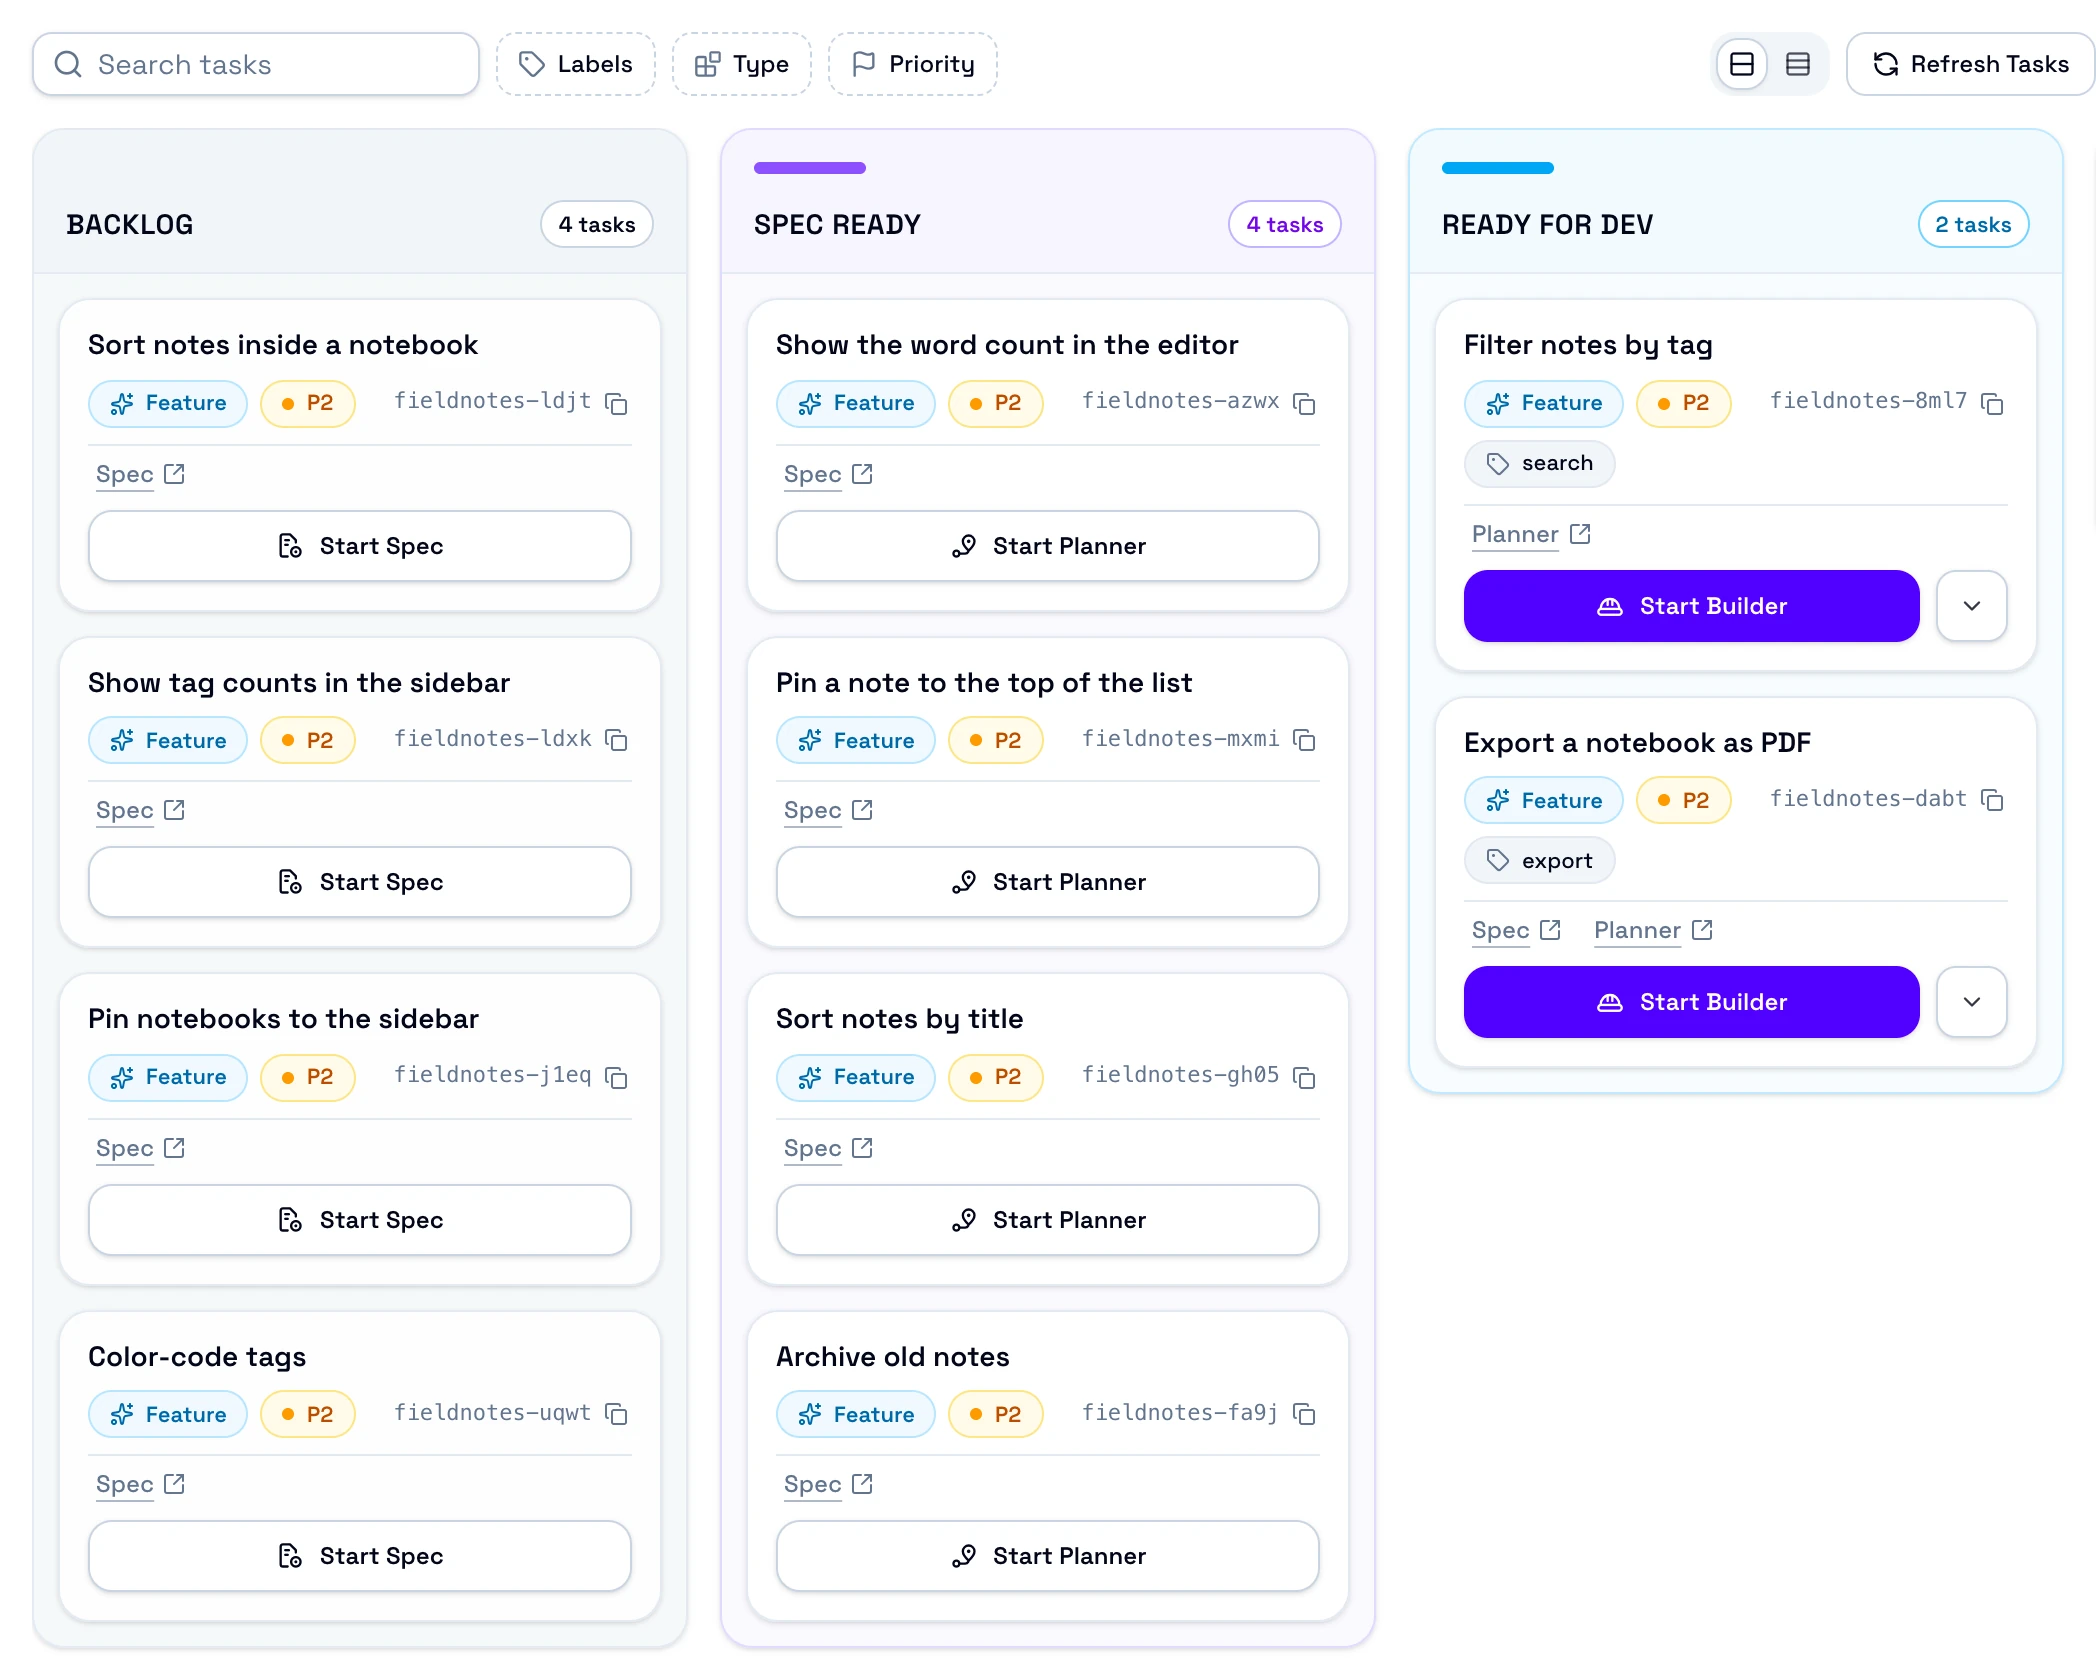 Search tasks
Labels
Type
Priority
Refresh Tasks
BACKLOG
4 tasks
Sort notes inside a notebook
Feature
P2
fieldnotes-ldjt
Spec
Start Spec
Show tag counts in the sidebar
Feature
P2
fieldnotes-ldxk
Spec
Start Spec
Pin notebooks to the sidebar
Feature
P2
fieldnotes-j1eq
Spec
Start Spec
Color-code tags
Feature
P2
fieldnotes-uqwt
Spec
Start Spec
SPEC READY
4 tasks
Show the word count in the editor
Feature
P2
fieldnotes-azwx
Spec
Start Planner
Pin a note to the top of the list
Feature
P2
fieldnotes-mxmi
Spec
Start Planner
Sort notes by title
Feature
P2
fieldnotes-gh05
Spec
Start Planner
Archive old notes
Feature
P2
fieldnotes-fa9j
Spec
Start Planner
READY FOR DEV
2 tasks
Filter notes by tag
Feature
P2
fieldnotes-8ml7
search
Planner
Start Builder
Export a notebook as PDF
Feature
P2
fieldnotes-dabt
export
Spec
Planner
Start Builder